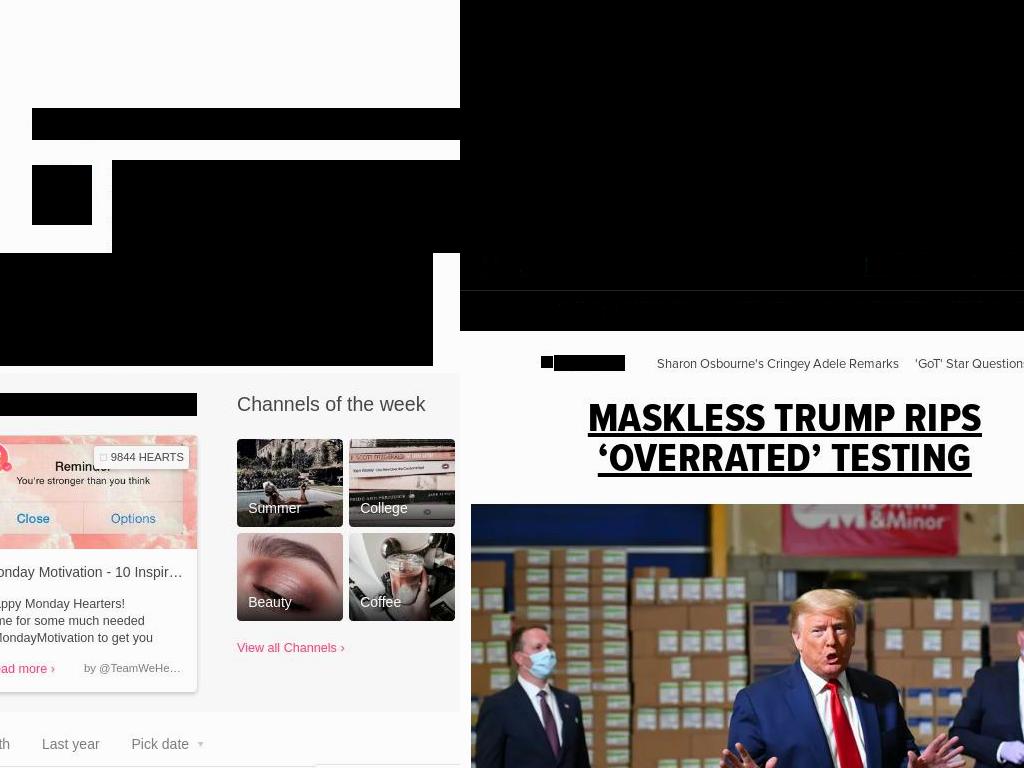 Channels of the week
9844 HEARTS
Reminder
You're stronger than you think
Close
Options
Summer
College
Beauty
Coffee
onday Motivation - 10 Inspir…
appy Monday Hearters!
me for some much needed
MondayMotivation to get you
ead more ›
by @TeamWeHe…
View all Channels ›
th
Last year
Pick date
Sharon Osbourne's Cringey Adele Remarks
'GoT' Star Questions
MASKLESS TRUMP RIPS
‘OVERRATED’ TESTING
&Minor